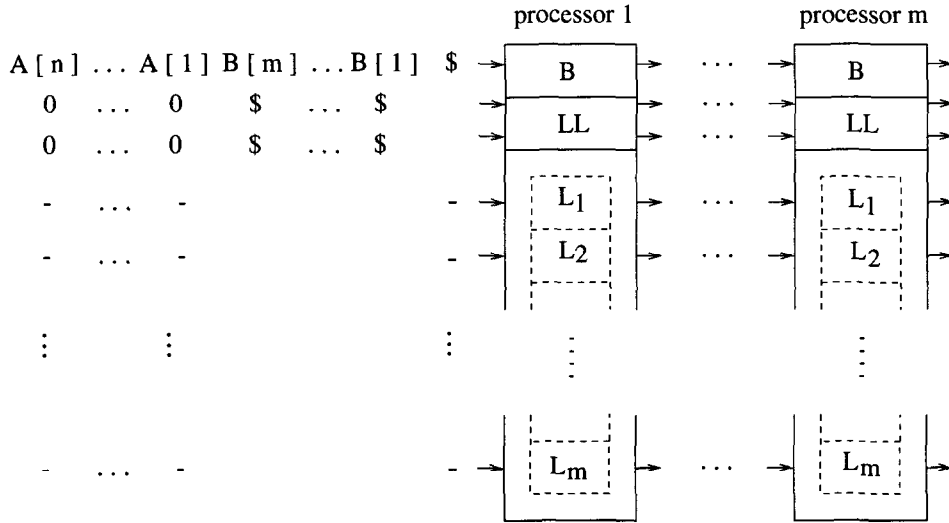 processor 1 processor m
A [ n ] ... A [ 1 ] B [ m ] ... B [ 1 ] $ B ... B
0 ... 0 $ ... $ ...
LL LL
0 ... 0 $ ... $ ...
- ... - - L1 ... L1
- ... - - L2 ... L2
⋮ ⋮ ⋮ ⋮ ⋮
- ... - - Lm ... Lm